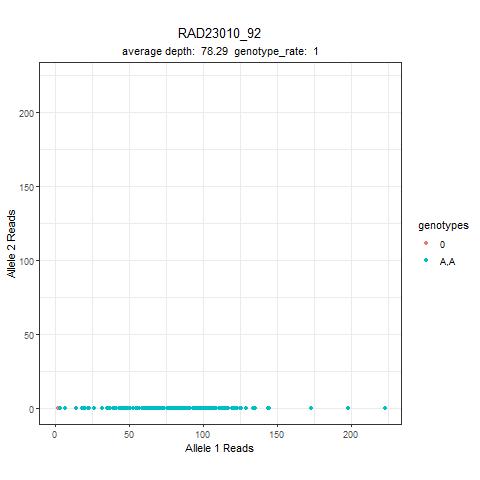 RAD23010_92
average depth:  78.29  genotype_rate:  1
200
150
100
50
0
Allele 2 Reads
0
50
100
150
200
Allele 1 Reads
genotypes
0
A,A